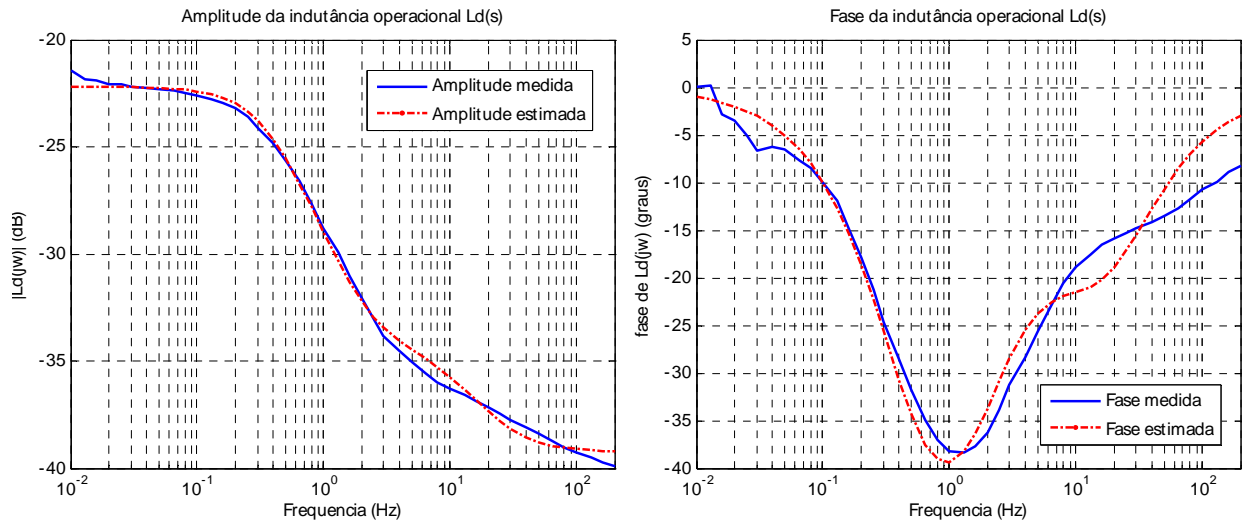 Amplitude da indutância operacional Ld(s)
-20
-25
-30
-35
-40
|Ld(jw)| (dB)
Amplitude medida
Amplitude estimada
10^-2
10^-1
10^0
10^1
10^2
Frequencia (Hz)
Fase da indutância operacional Ld(s)
5
0
-5
-10
-15
-20
-25
-30
-35
-40
fase de Ld(jw) (graus)
Fase medida
Fase estimada
10^-2
10^-1
10^0
10^1
10^2
Frequencia (Hz)